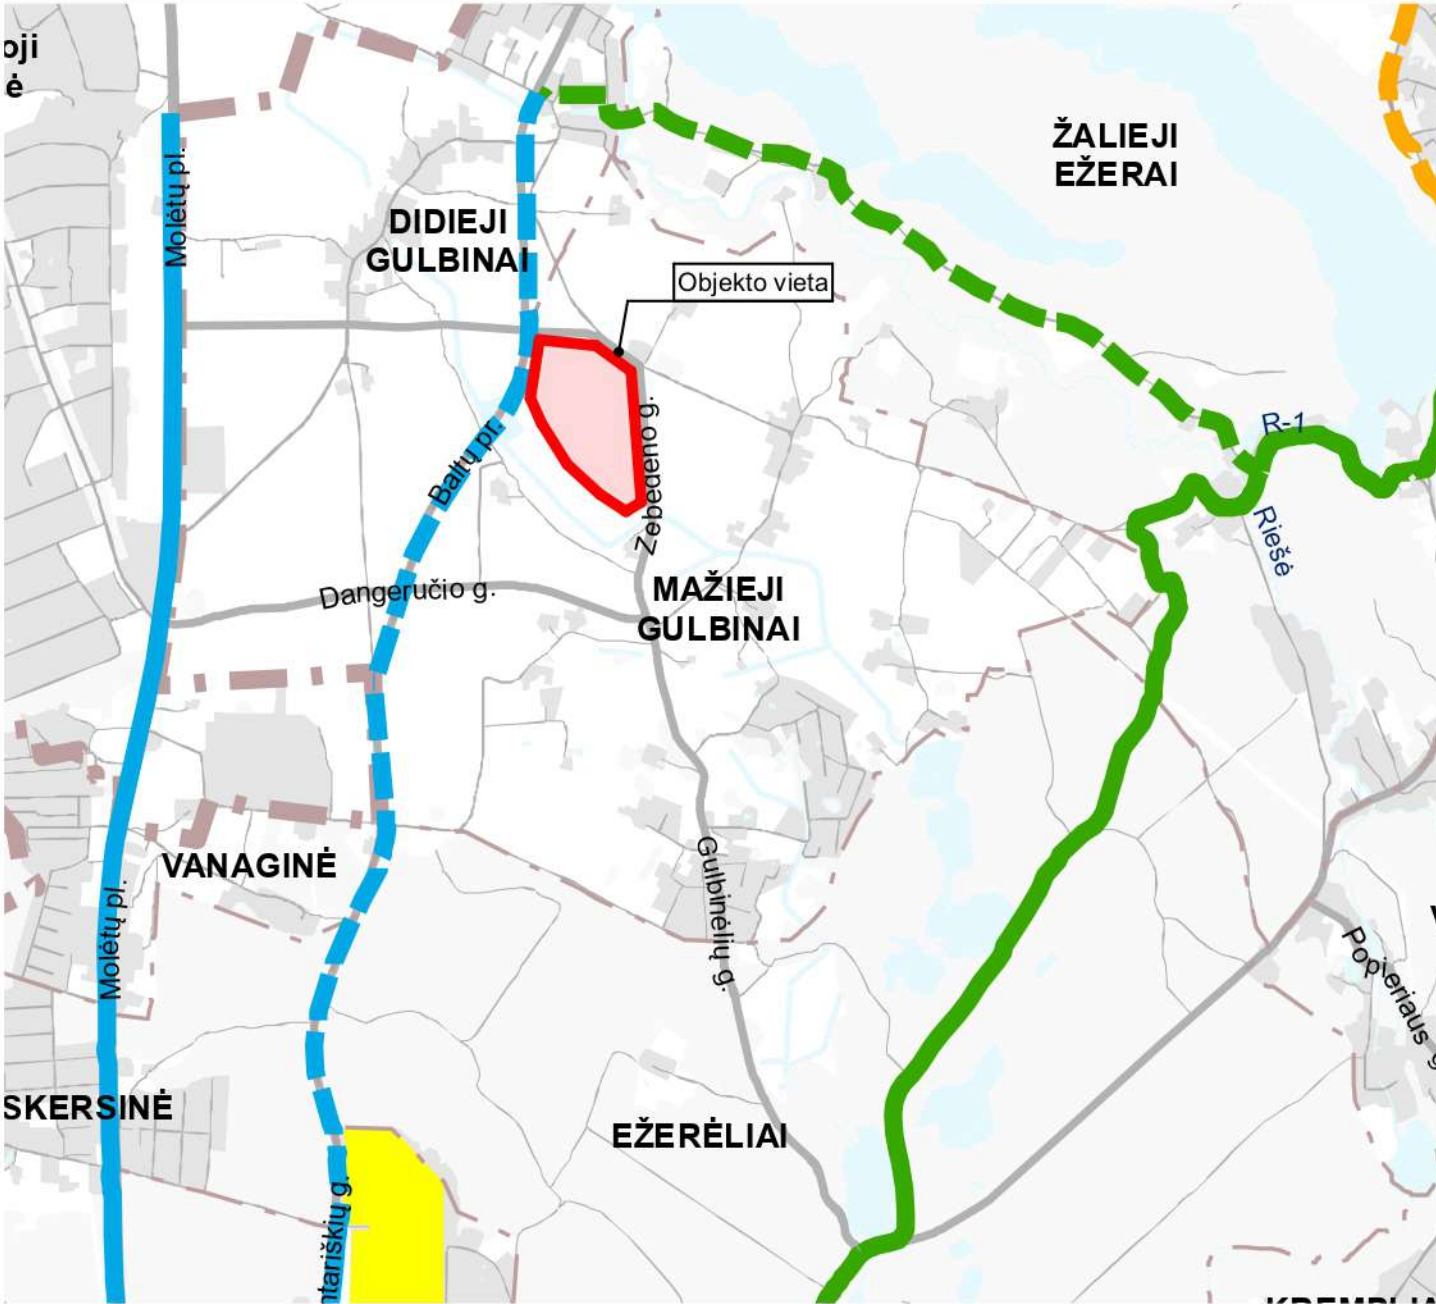 oji
ė
ŽALIEJI
EŽERAI
Molėtų pl.
DIDIEJI
GULBINAI
Objekto vieta
R-1
Baltų pr.
Žebedeno g.
Riešė
Dangeručio g.
MAŽIEJI
GULBINAI
VANAGINĖ
Gulbinėlių g.
Molėtų pl.
Popieriaus g
SKERSINĖ
EŽERĖLIAI
ntariškių g.